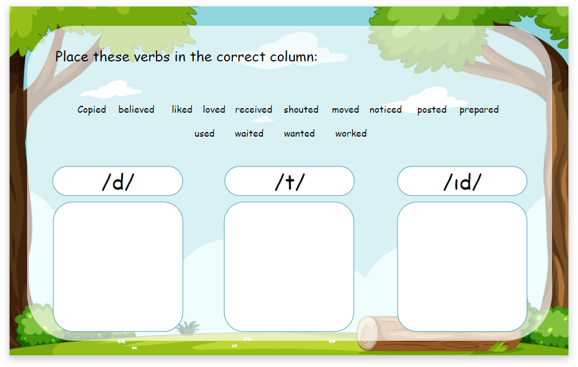 Place these verbs in the correct column:
Copied believed liked loved received shouted moved noticed posted prepared
used waited wanted worked
/d/ /t/ /ɪd/